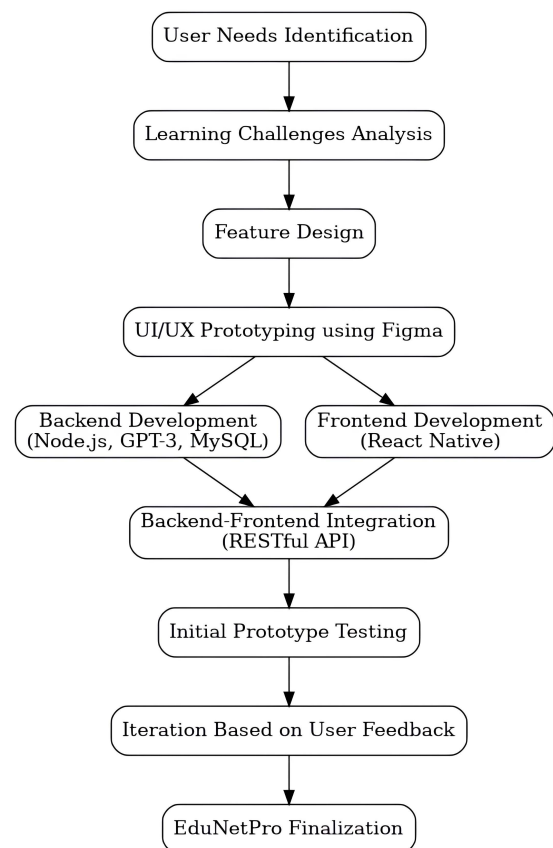 User Needs Identification
Learning Challenges Analysis
Feature Design
UI/UX Prototyping using Figma
Backend Development
(Node.js, GPT-3, MySQL)
Frontend Development
(React Native)
Backend-Frontend Integration
(RESTful API)
Initial Prototype Testing
Iteration Based on User Feedback
EduNetPro Finalization